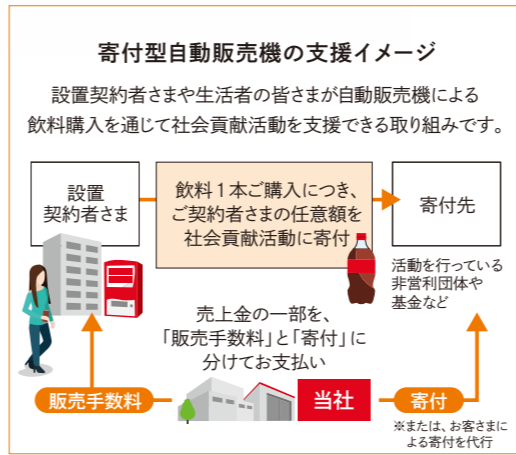 寄付型自動販売機の支援イメージ
設置契約者さまや生活者の皆さまが自動販売機による
飲料購入を通じて社会貢献活動を支援できる取り組みです。
設置
契約者さま
飲料1本ご購入につき、
ご契約者さまの任意額を
社会貢献活動に寄付
寄付先
活動を行っている
非営利団体や
基金など
売上金の一部を、
「販売手数料」と「寄付」に
分けてお支払い
販売手数料
当社
寄付
※または、お客さまに
よる寄付を代行